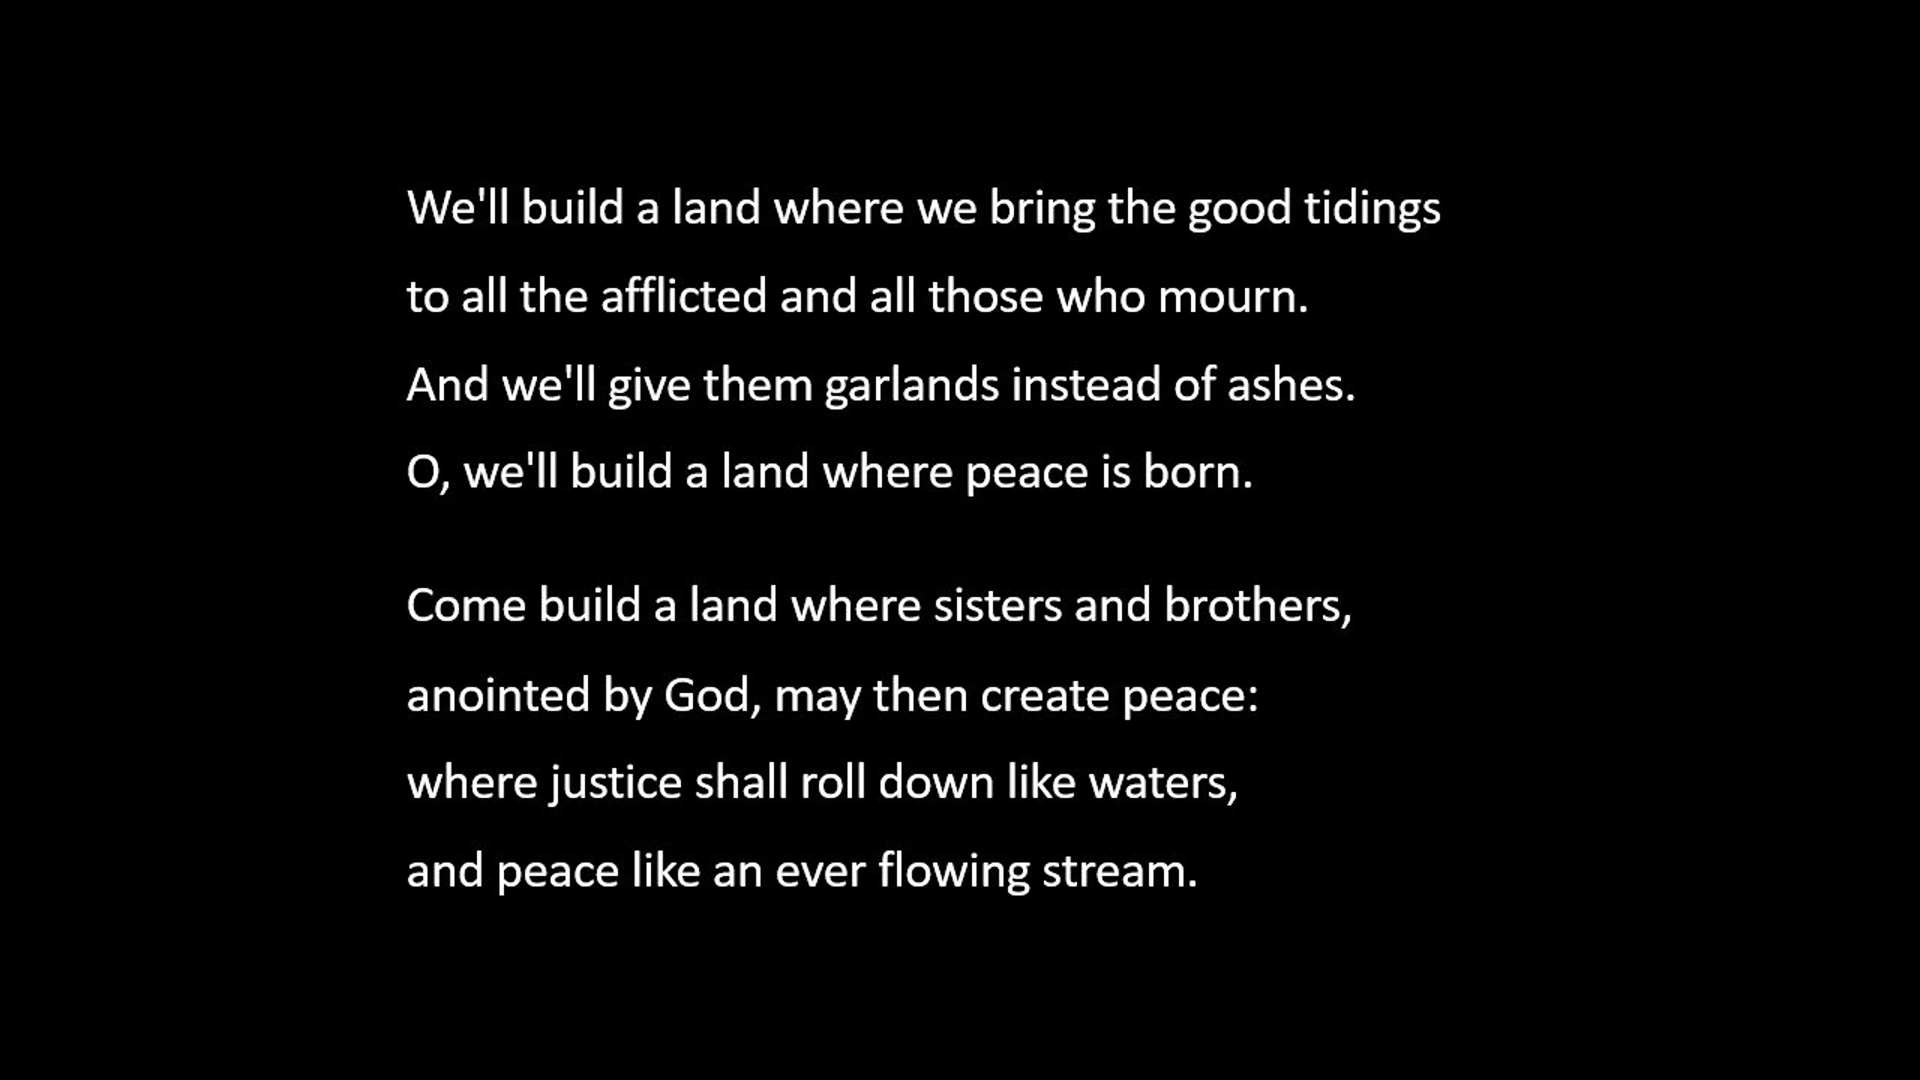 We'll build a land where we bring the good tidings
to all the afflicted and all those who mourn.
And we'll give them garlands instead of ashes.
O, we'll build a land where peace is born.
Come build a land where sisters and brothers,
anointed by God, may then create peace:
where justice shall roll down like waters,
and peace like an ever flowing stream.